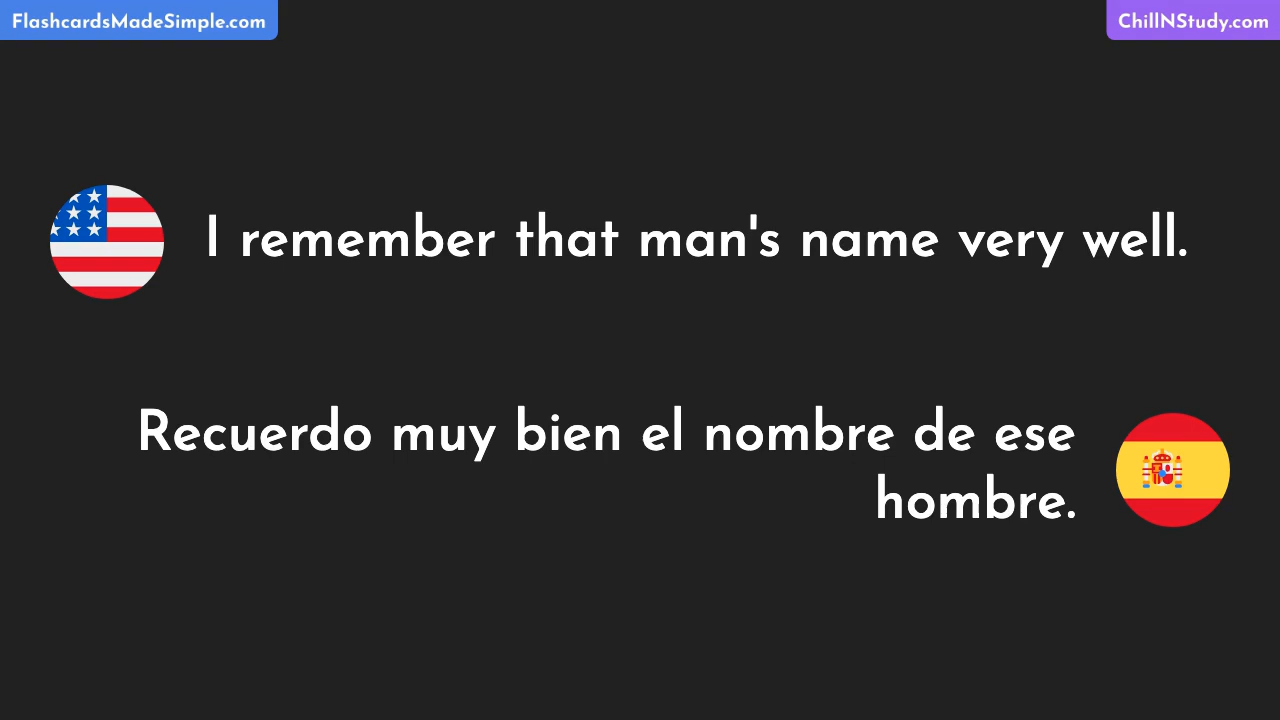 FlashcardsMadeSimple.com
ChillNStudy.com
I remember that man's name very well.
Recuerdo muy bien el nombre de ese
hombre.